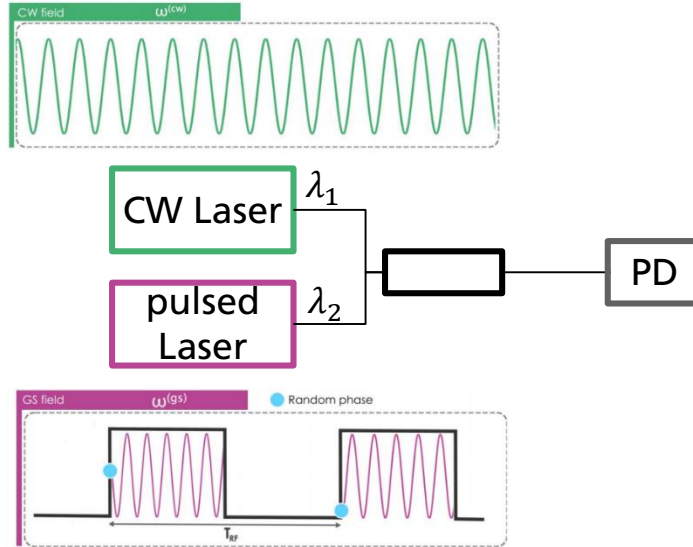 CW field ω(cw)
CW Laser
λ1
PD
pulsed
Laser
λ2
GS field ω(gs) Random phase
TRF